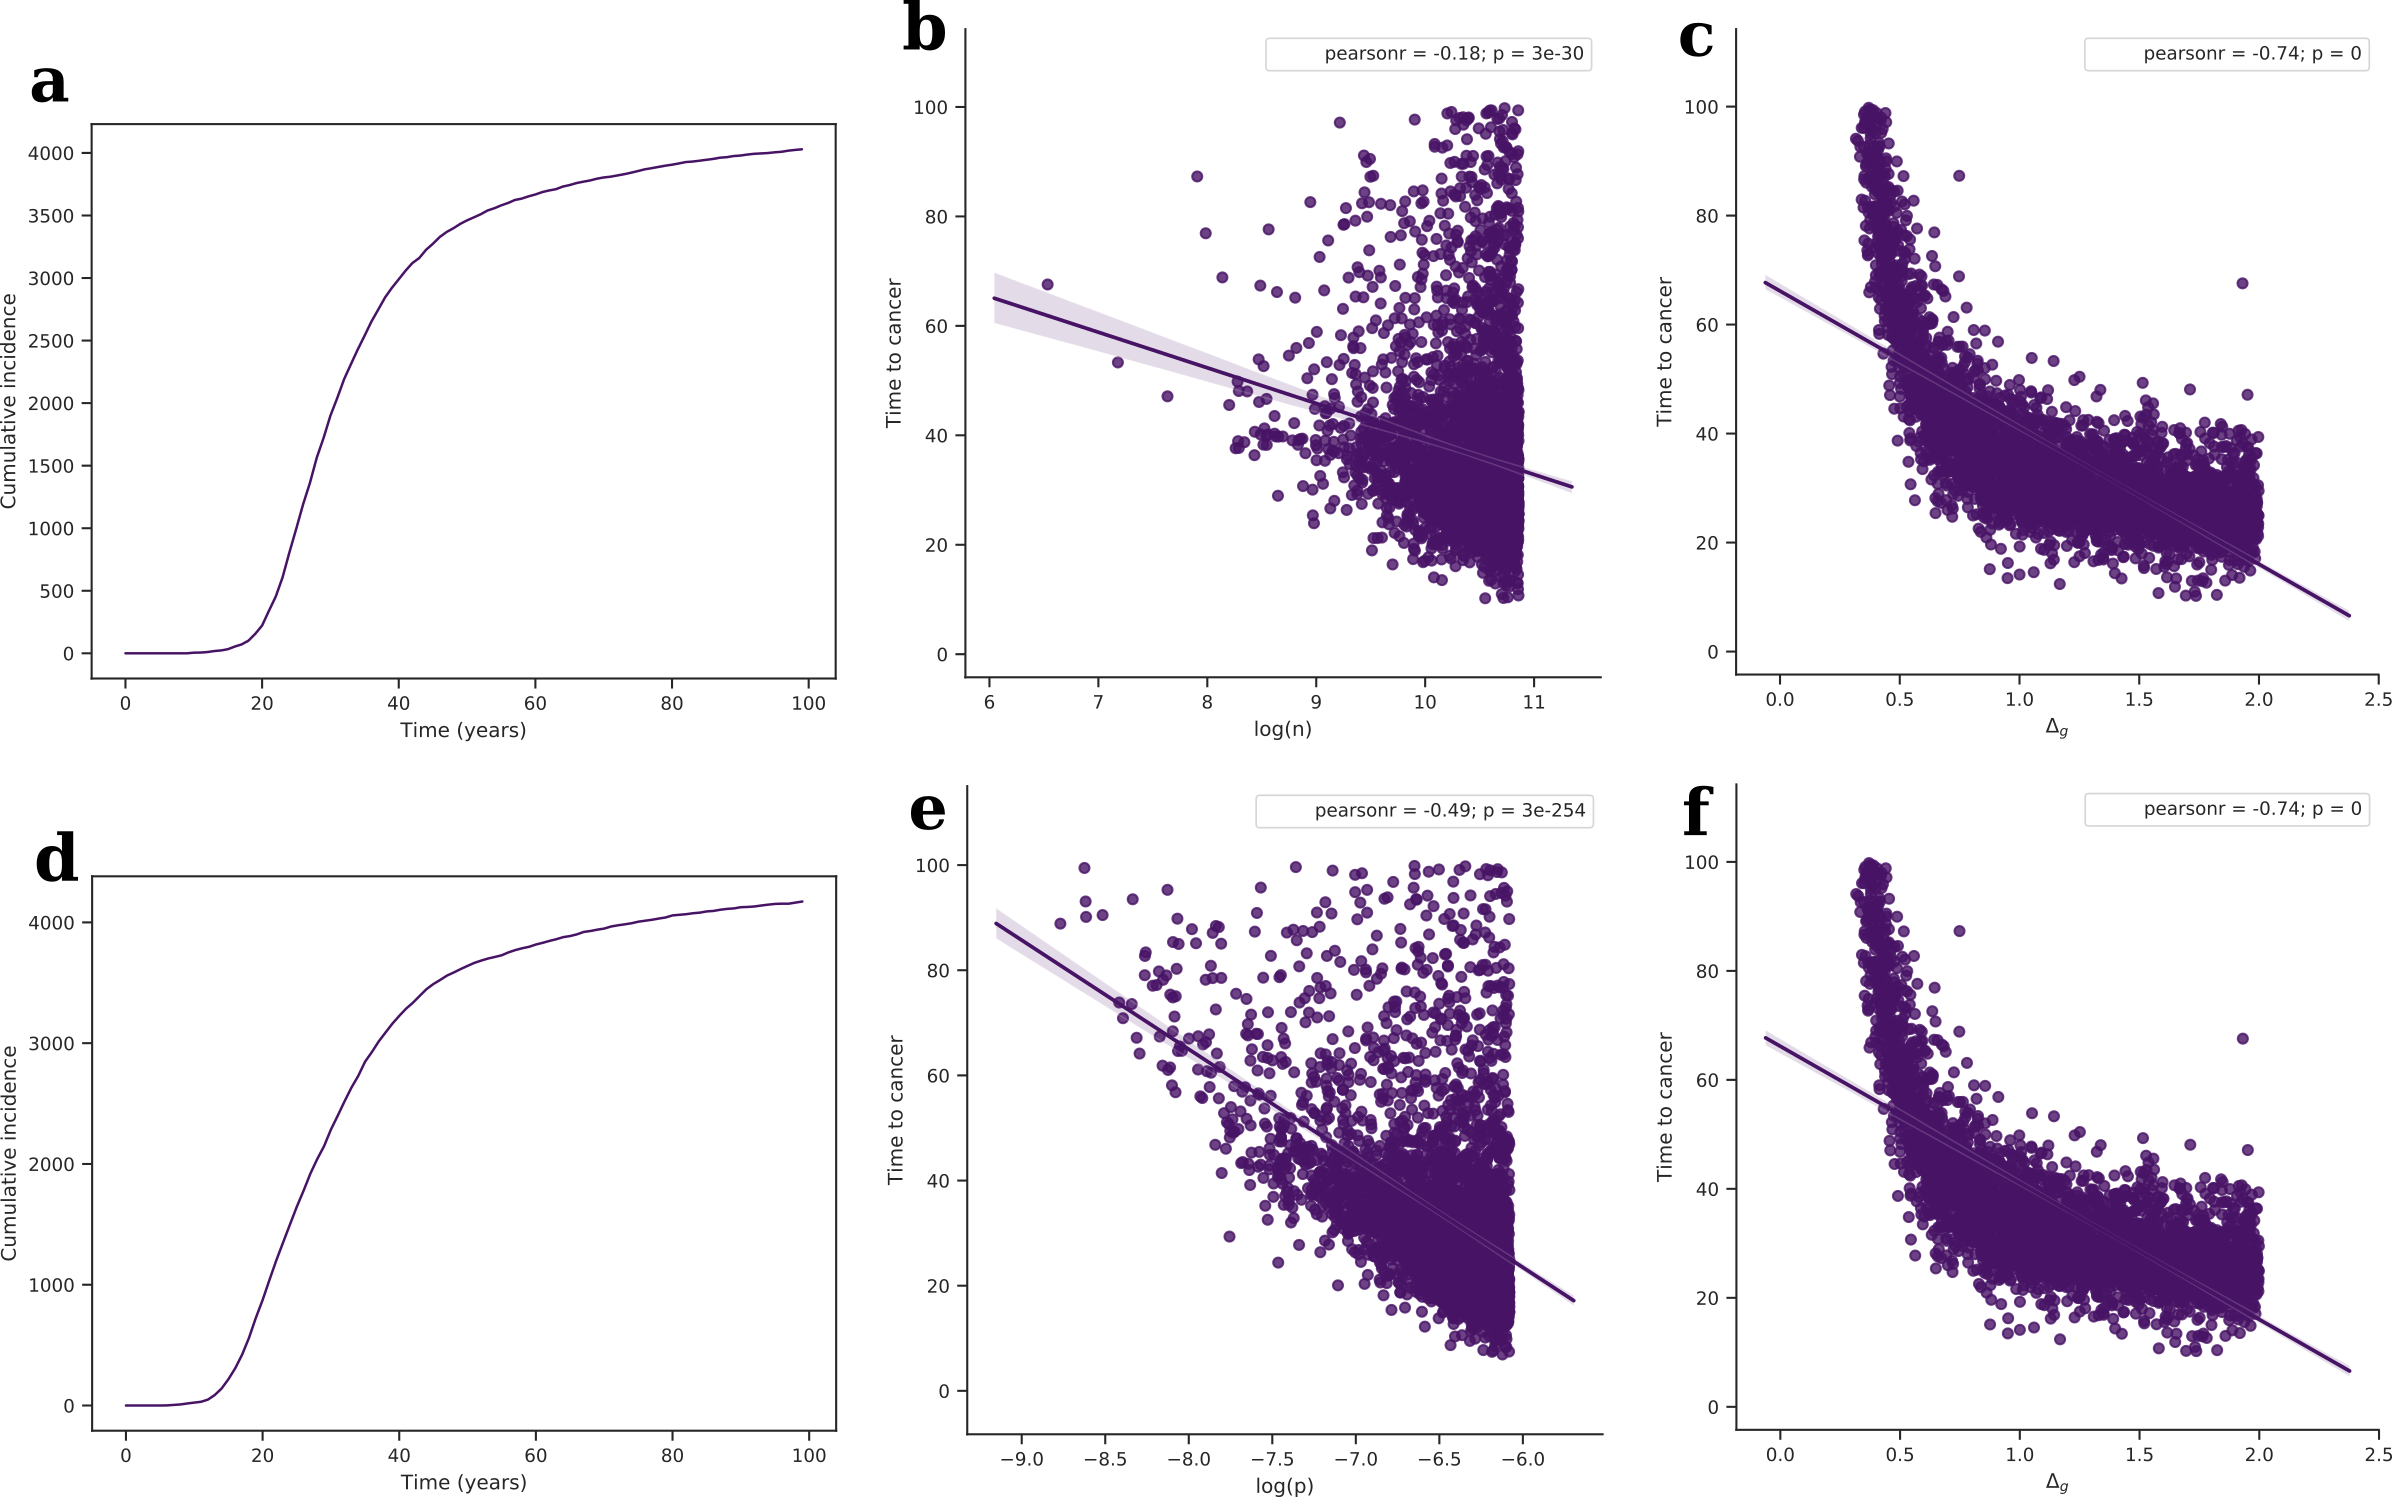 a
4000
3500
3000
2500
2000
1500
1000
500
0
0 20 40 60 80 100
Cumulative incidence
Time (years)
b
pearsonr = -0.18; p = 3e-30
100
80
60
40
20
0
6 7 8 9 10 11
Time to cancer
log(n)
c
pearsonr = -0.74; p = 0
100
80
60
40
20
0
0.0 0.5 1.0 1.5 2.0 2.5
Time to cancer
Δg
d
4000
3000
2000
1000
0
0 20 40 60 80 100
Cumulative incidence
Time (years)
e
pearsonr = -0.49; p = 3e-254
100
80
60
40
20
0
−9.0 −8.5 −8.0 −7.5 −7.0 −6.5 −6.0
Time to cancer
log(p)
f
pearsonr = -0.74; p = 0
100
80
60
40
20
0
0.0 0.5 1.0 1.5 2.0 2.5
Time to cancer
Δg